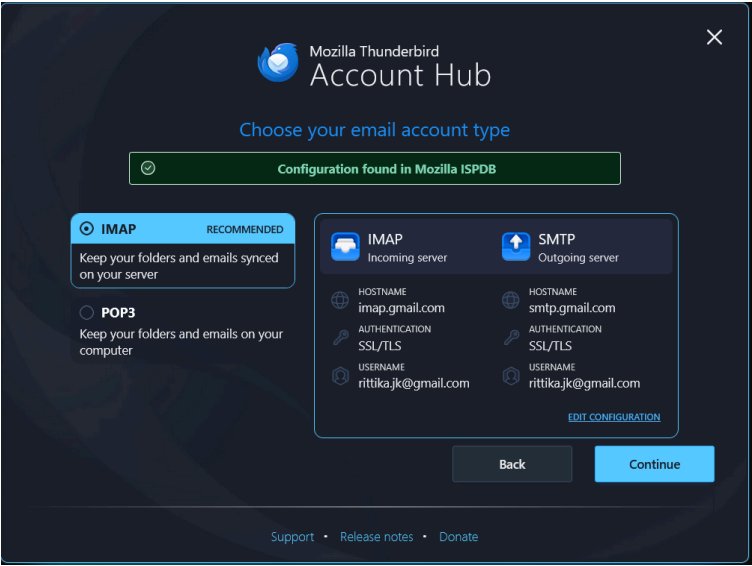 Mozilla Thunderbird
Account Hub
Choose your email account type
Configuration found in Mozilla ISPDB
IMAP RECOMMENDED
Keep your folders and emails synced
on your server
POP3
Keep your folders and emails on your
computer
IMAP
Incoming server
HOSTNAME
imap.gmail.com
AUTHENTICATION
SSL/TLS
USERNAME
rittika.jk@gmail.com
SMTP
Outgoing server
HOSTNAME
smtp.gmail.com
AUTHENTICATION
SSL/TLS
USERNAME
rittika.jk@gmail.com
EDIT CONFIGURATION
Back
Continue
Support • Release notes • Donate